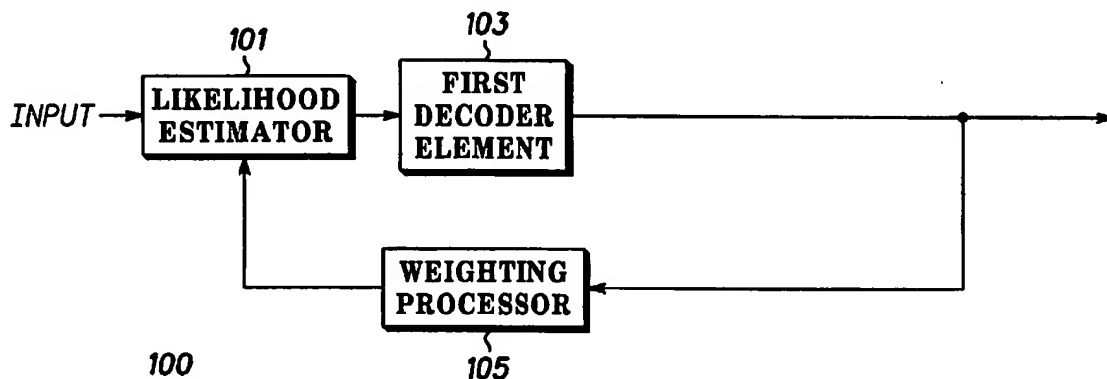 101
103
INPUT
LIKELIHOOD
ESTIMATOR
FIRST
DECODER
ELEMENT
WEIGHTING
PROCESSOR
100
105